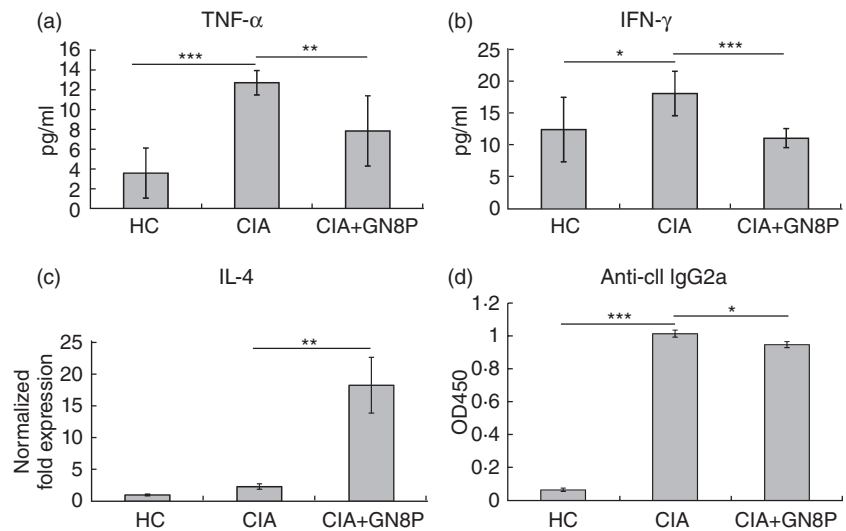 (a) TNF-α
16
14
12
10
8
6
4
2
0
pg/ml
***
**
HC CIA CIA+GN8P
(b) IFN-γ
25
20
15
10
5
0
pg/ml
*
***
HC CIA CIA+GN8P
(c) IL-4
25
20
15
10
5
0
Normalized
fold expression
**
HC CIA CIA+GN8P
(d) Anti-cII IgG2a
1·2
1
0·8
0·6
0·4
0·2
0
OD450
***
*
HC CIA CIA+GN8P